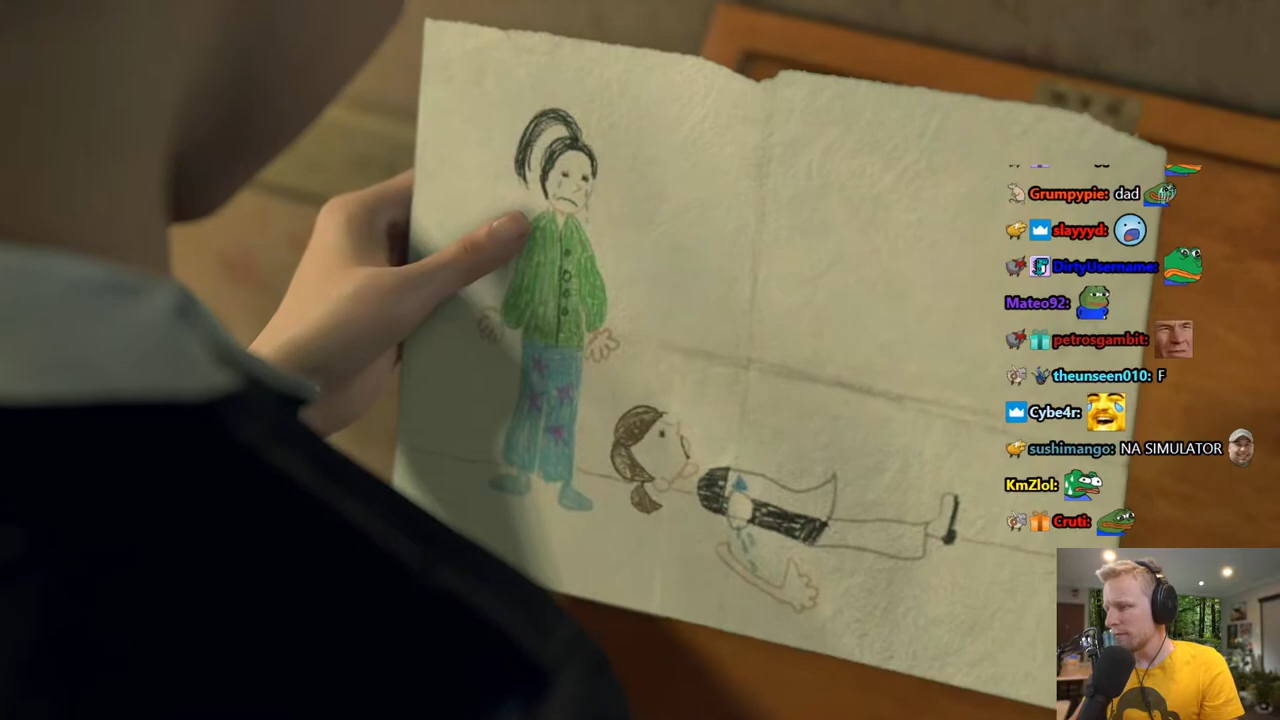 Grumpypie: dad
slayyyd:
DirtyUsername:
Mateo92:
petrosgambit:
theunseen010: F
Cybe4r:
sushimango: NA SIMULATOR
KmZlol:
Cruti: